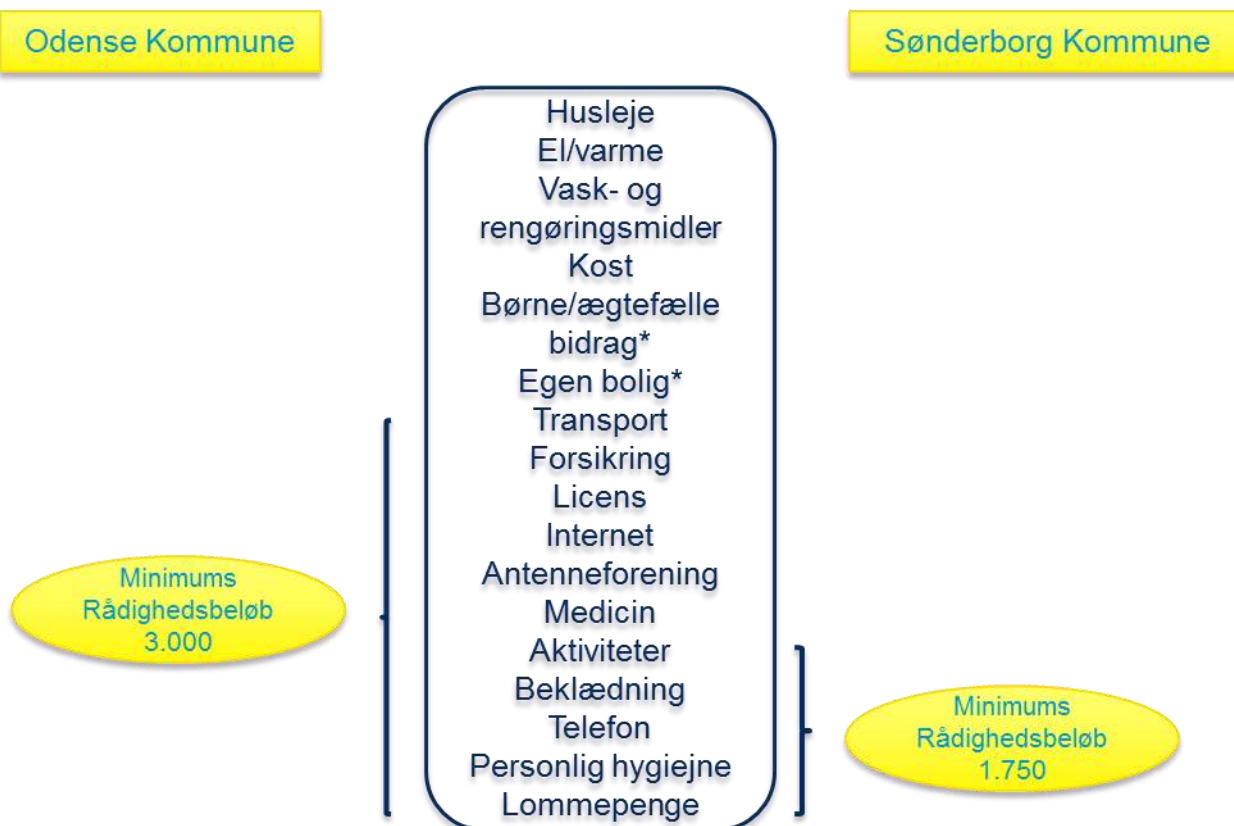 Odense Kommune
Sønderborg Kommune
Husleje
El/varme
Vask- og
rengøringsmidler
Kost
Børne/ægtefælle
bidrag*
Egen bolig*
Transport
Forsikring
Licens
Internet
Antenneforening
Medicin
Aktiviteter
Beklædning
Telefon
Personlig hygiejne
Lommepenge
Minimums
Rådighedsbeløb
3.000
Minimums
Rådighedsbeløb
1.750